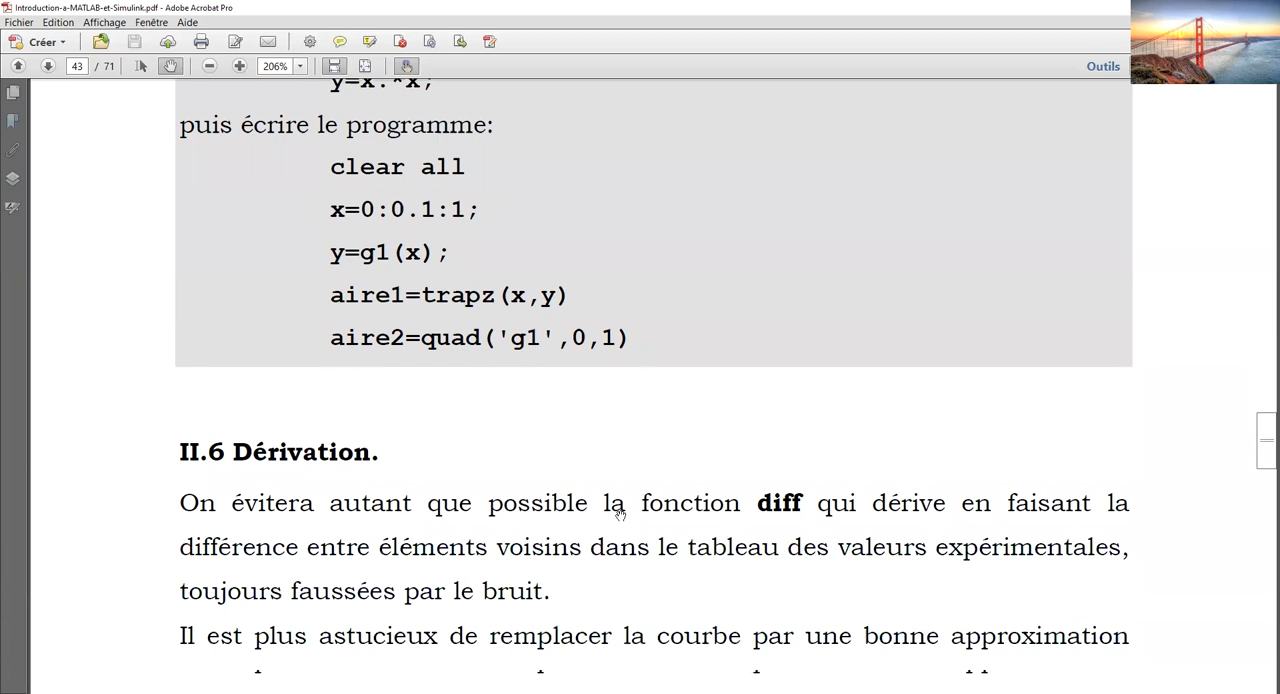 Introduction-a-MATLAB-et-Simulink.pdf - Adobe Acrobat Pro
Fichier Edition Affichage Fenêtre Aide
Créer
43 / 71 206% Outils
y=x.^x;
puis écrire le programme:
clear all
x=0:0.1:1;
y=g1(x);
aire1=trapz(x,y)
aire2=quad('g1',0,1)
II.6 Dérivation.
On évitera autant que possible la fonction diff qui dérive en faisant la
différence entre éléments voisins dans le tableau des valeurs expérimentales,
toujours faussées par le bruit.
Il est plus astucieux de remplacer la courbe par une bonne approximation